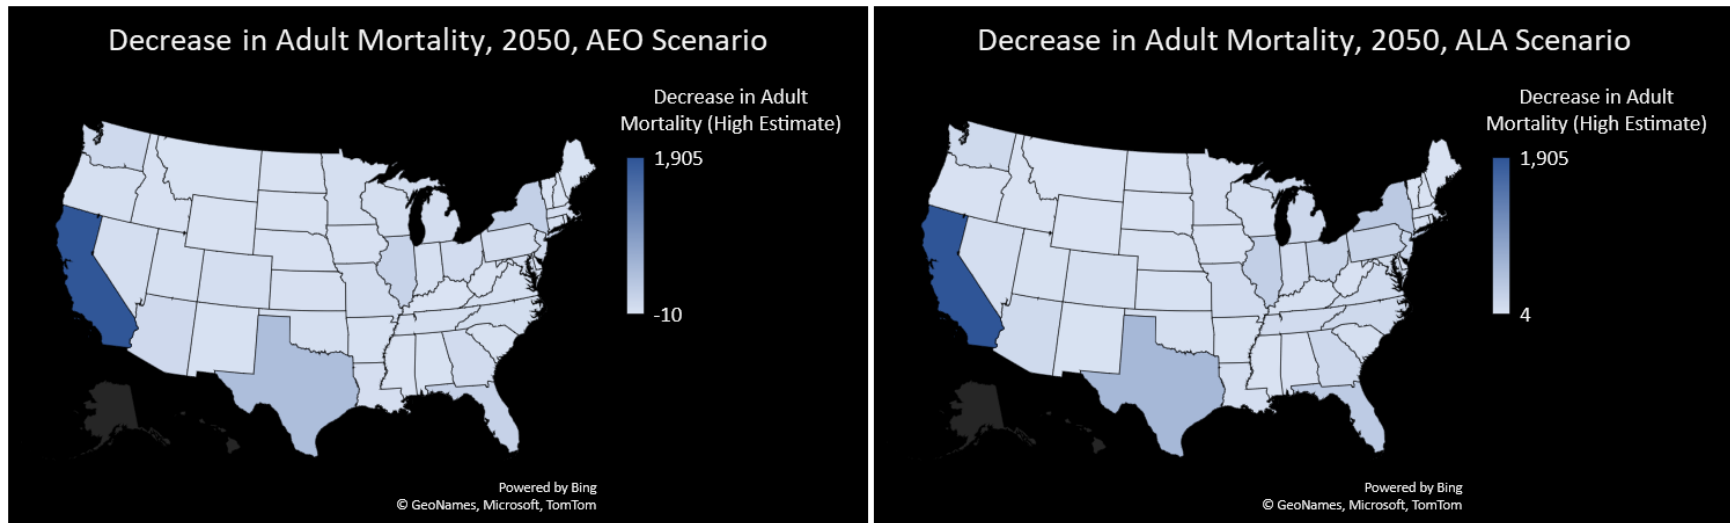 Decrease in Adult Mortality, 2050, AEO Scenario
Decrease in Adult
Mortality (High Estimate)
1,905
-10
Powered by Bing
© GeoNames, Microsoft, TomTom
Decrease in Adult Mortality, 2050, ALA Scenario
Decrease in Adult
Mortality (High Estimate)
1,905
4
Powered by Bing
© GeoNames, Microsoft, TomTom